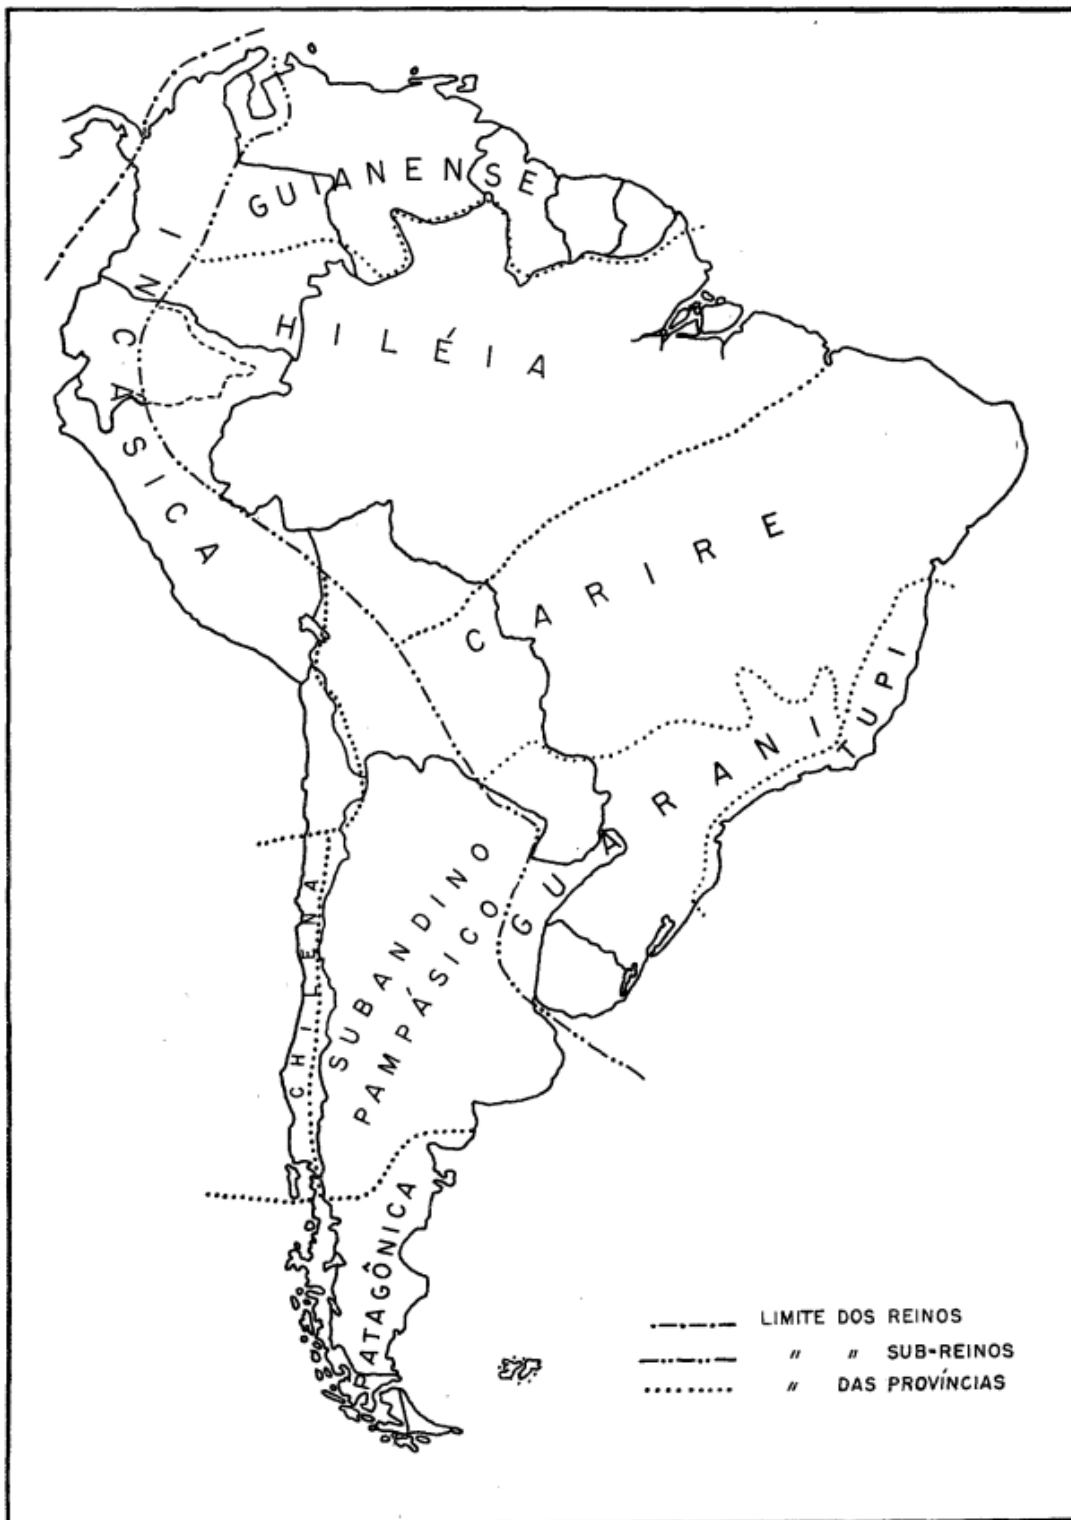 GUIANENSE
INCÁSICA
HILÉIA
CARIRE
TUPI
GUARANI
SUBANDINO
PAMPÁSICO
CHILENA
PATAGÔNICA
LIMITE DOS REINOS
" " SUB-REINOS
" DAS PROVÍNCIAS